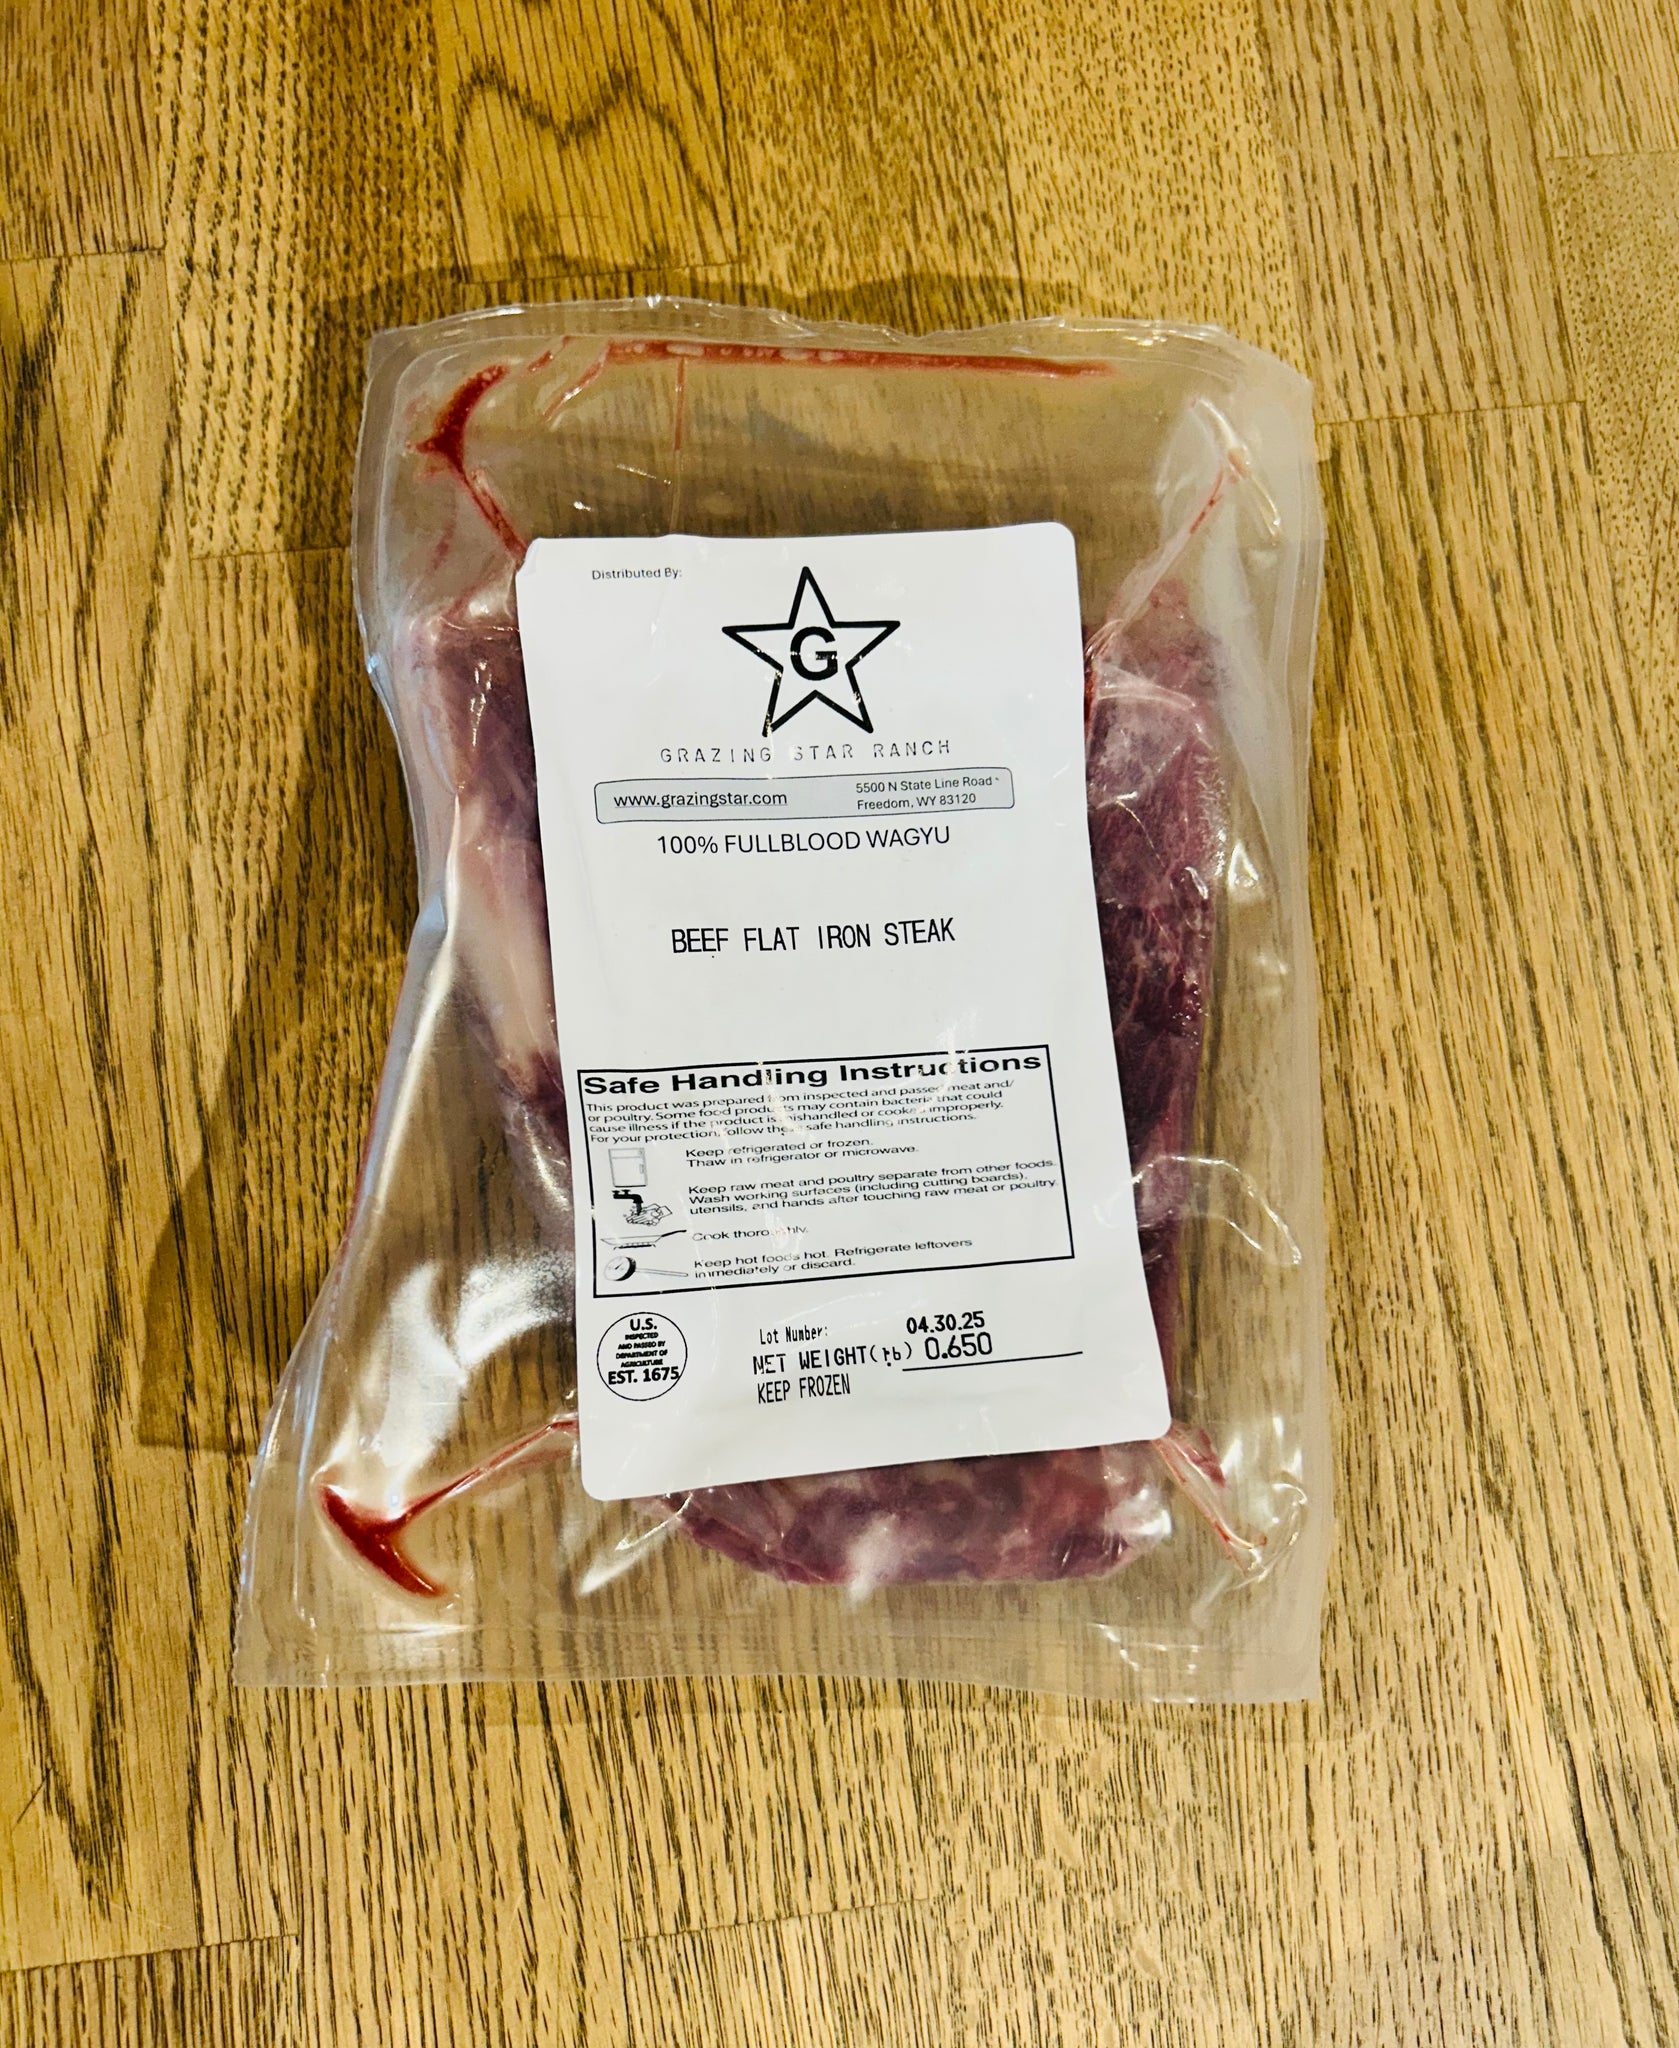 Distributed By:
G
GRAZING STAR RANCH
www.grazingstar.com
5500 N State Line Road
Freedom, WY 83120
100% FULLBLOOD WAGYU
BEEF FLAT IRON STEAK
Safe Handling Instructions
This product was prepared from inspected and passed meat and/
or poultry. Some food products may contain bacteria that could
cause illness if the product is mishandled or cooked improperly.
For your protection, follow these safe handling instructions.
Keep refrigerated or frozen.
Thaw in refrigerator or microwave.
Keep raw meat and poultry separate from other foods.
Wash working surfaces (including cutting boards),
utensils, and hands after touching raw meat or poultry.
Cook thoroughly.
Keep hot foods hot. Refrigerate leftovers
immediately or discard.
U.S.
INSPECTED
AND PASSED BY
DEPARTMENT OF
AGRICULTURE
EST. 1675
Lot Number: 04.30.25
NET WEIGHT(lb) 0.650
KEEP FROZEN